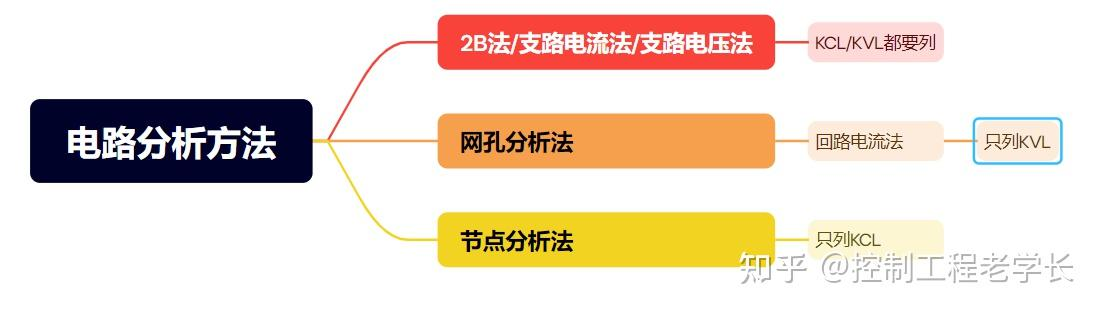 电路分析方法
2B法/支路电流法/支路电压法
KCL/KVL都要列
网孔分析法
回路电流法
只列KVL
节点分析法
只列KCL
知乎 @控制工程老学长